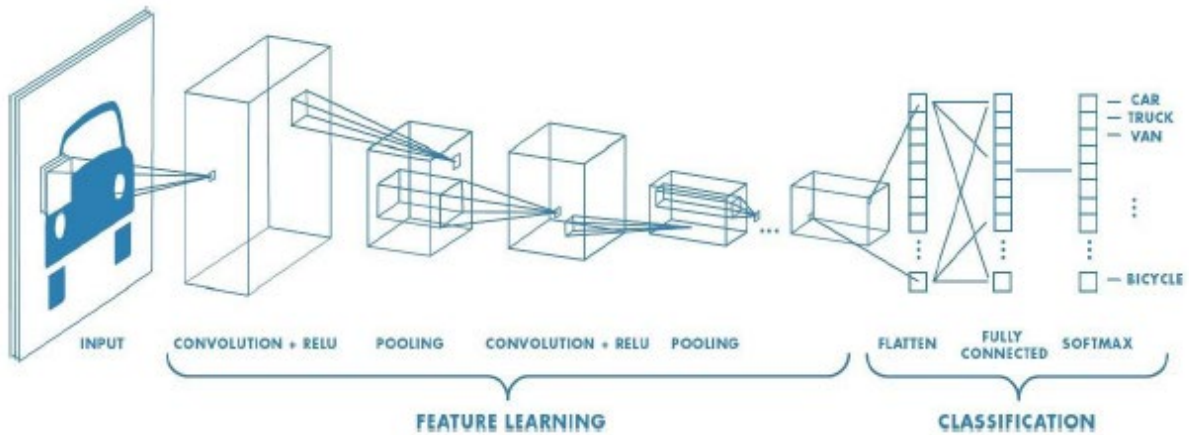 CAR
TRUCK
VAN
BICYCLE
INPUT
CONVOLUTION + RELU
POOLING
CONVOLUTION + RELU
POOLING
FLATTEN
FULLY
CONNECTED
SOFTMAX
FEATURE LEARNING
CLASSIFICATION